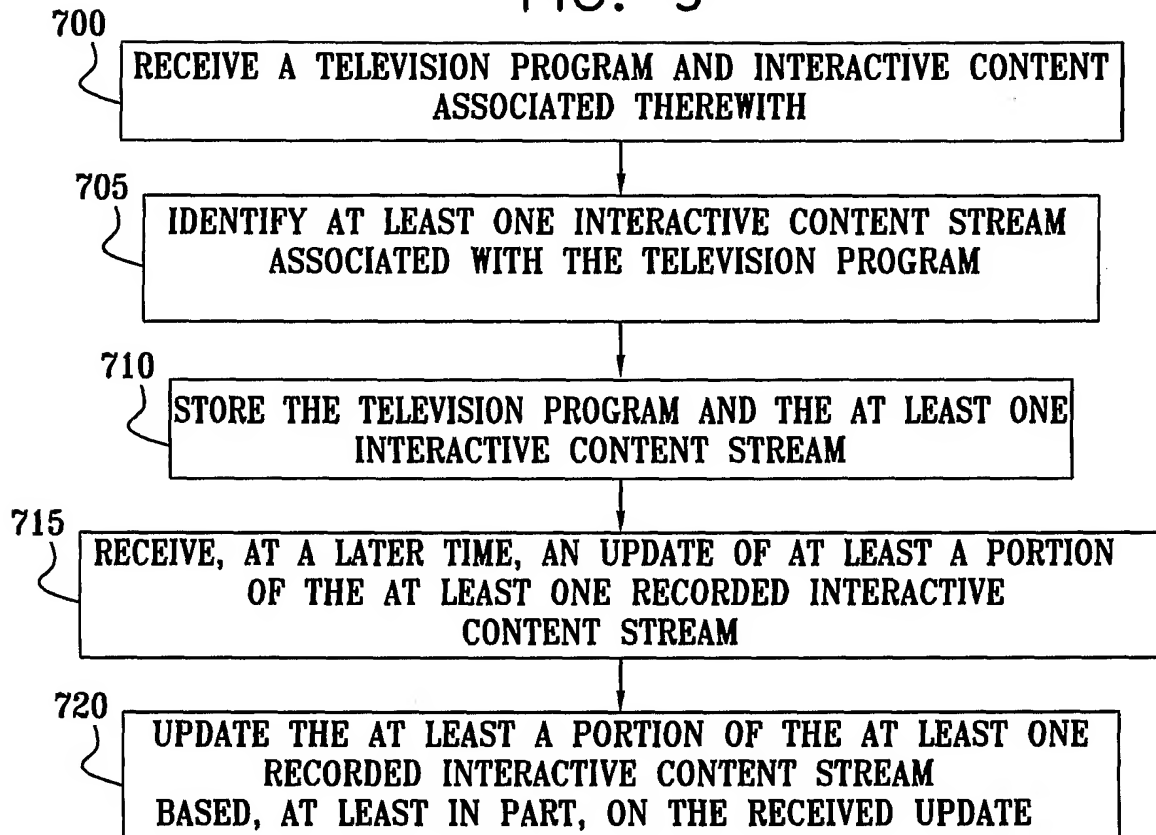 FIG. 5
700
RECEIVE A TELEVISION PROGRAM AND INTERACTIVE CONTENT
ASSOCIATED THEREWITH
705
IDENTIFY AT LEAST ONE INTERACTIVE CONTENT STREAM
ASSOCIATED WITH THE TELEVISION PROGRAM
710
STORE THE TELEVISION PROGRAM AND THE AT LEAST ONE
INTERACTIVE CONTENT STREAM
715
RECEIVE, AT A LATER TIME, AN UPDATE OF AT LEAST A PORTION
OF THE AT LEAST ONE RECORDED INTERACTIVE
CONTENT STREAM
720
UPDATE THE AT LEAST A PORTION OF THE AT LEAST ONE
RECORDED INTERACTIVE CONTENT STREAM
BASED, AT LEAST IN PART, ON THE RECEIVED UPDATE